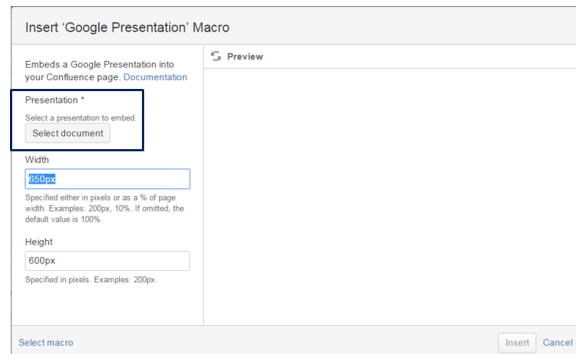 Insert ‘Google Presentation’ Macro
Embeds a Google Presentation into
your Confluence page. Documentation
Presentation *
Select a presentation to embed.
Select document
Width
650px
Specified either in pixels or as a % of page
width. Examples: 200px, 10%. If omitted, the
default value is 100%.
Height
600px
Specified in pixels. Examples: 200px.
Preview
Select macro
Insert Cancel